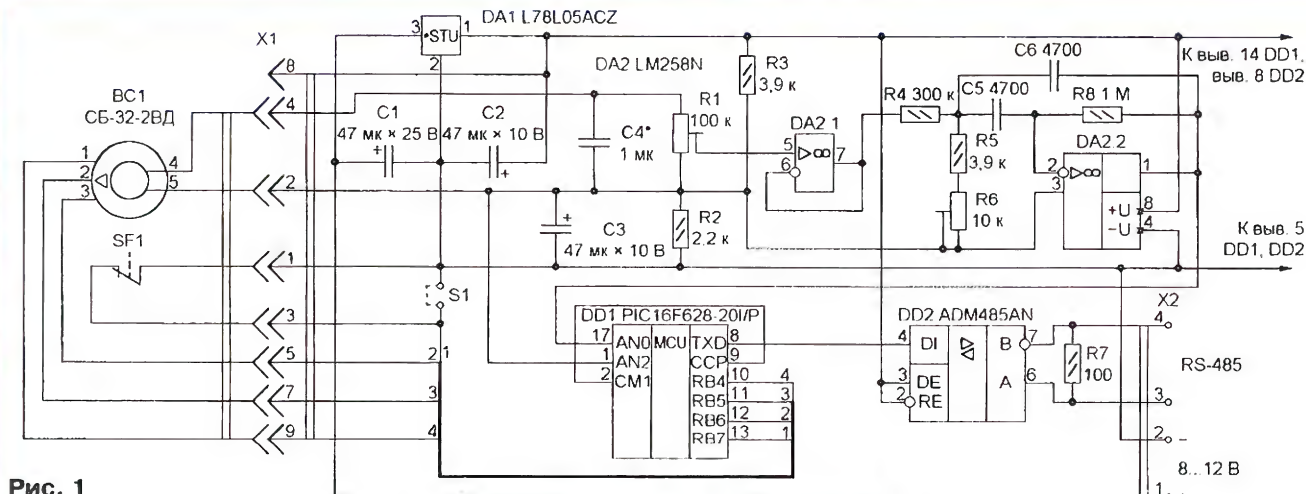 DA1 L78L05ACZ
3
*STU
1
2
X1
8
4
2
1
3
5
7
9
BC1
СБ-32-2ВД
1
2
3
4
5
SF1
C1
47 мк × 25 В
+
C2
47 мк × 10 В
+
C3
47 мк × 10 В
+
C4*
1 мк
DA2 LM258N
R1
100 к
R2
2,2 к
R3
3,9 к
DA2.1
5
6
7
▷∞
R4 300 к
C5 4700
C6 4700
R8 1 М
R5
3,9 к
R6
10 к
DA2.2
2
3
▷∞
1
+U
8
−U
4
К выв. 14 DD1,
выв. 8 DD2
К выв. 5
DD1, DD2
S1
1
2
3
4
DD1 PIC16F628-20I/P
17
AN0
MCU
TXD
8
1
AN2
CCP
9
2
CM1
RB4
10
4
RB5
11
3
RB6
12
2
RB7
13
1
DD2 ADM485AN
4
DI
B
7
3
DE
A
6
2
RE
R7
100
X2
4
RS-485
3
2
−
8...12 В
1
Рис. 1